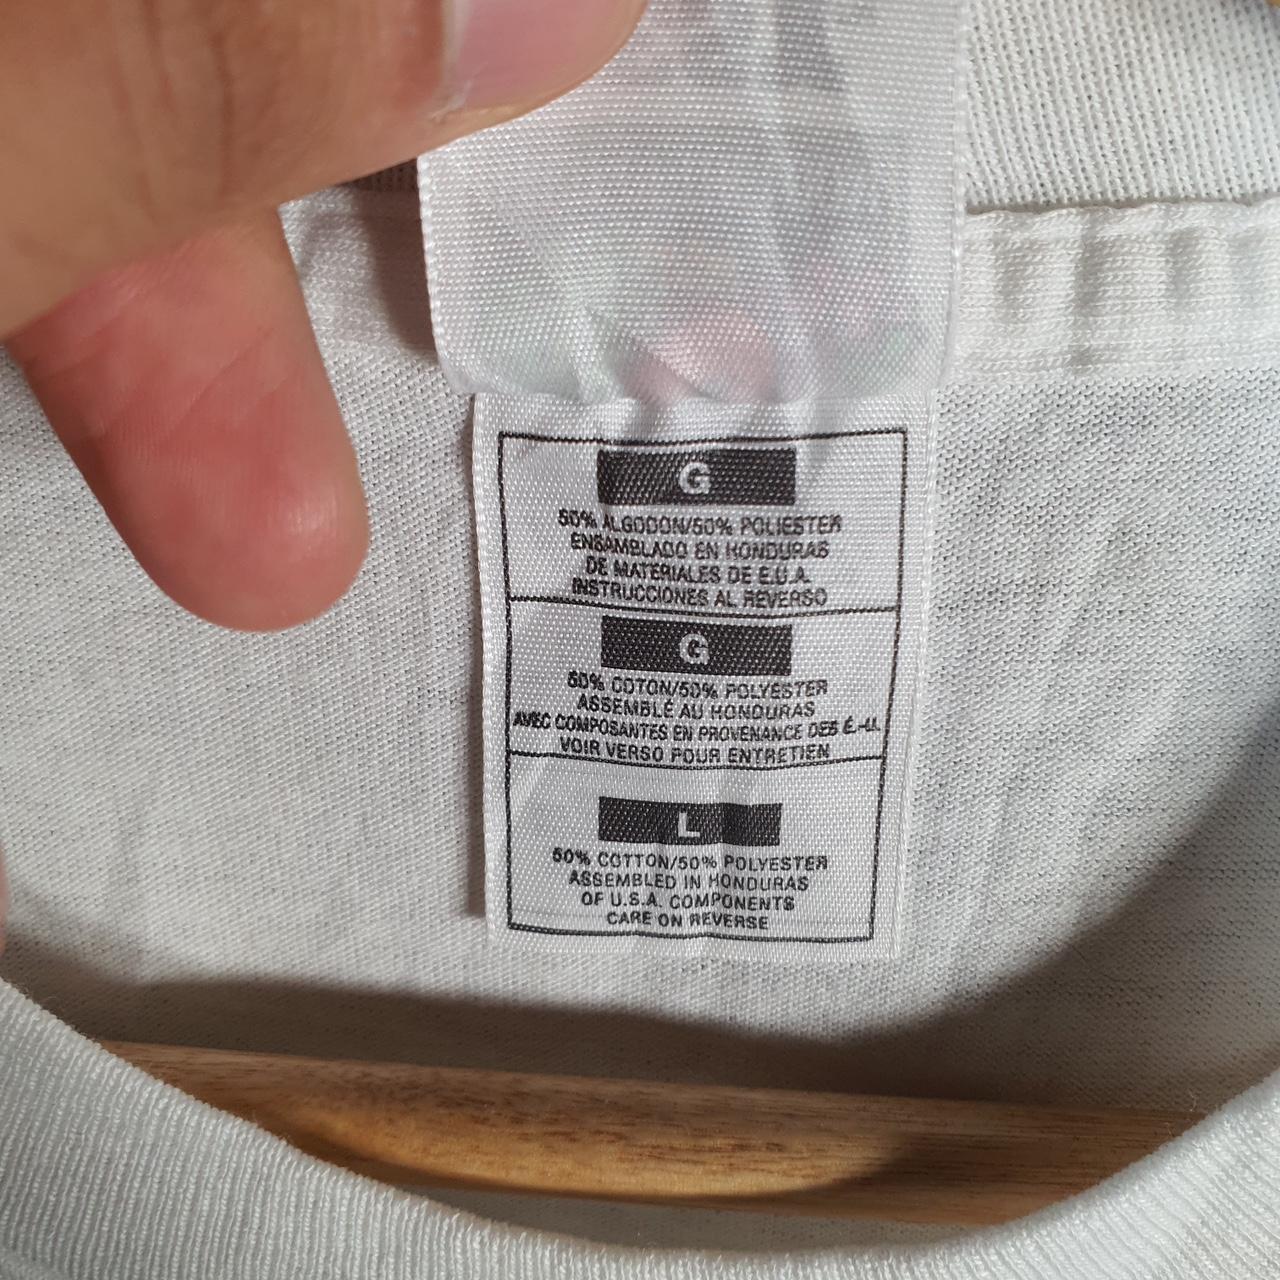 G
50% ALGODON/50% POLIESTER
ENSAMBLADO EN HONDURAS
DE MATERIALES DE E.U.A.
INSTRUCCIONES AL REVERSO
G
50% COTON/50% POLYESTER
ASSEMBLÉ AU HONDURAS
AVEC COMPOSANTES EN PROVENANCE DES É.-U.
VOIR VERSO POUR ENTRETIEN
L
50% COTTON/50% POLYESTER
ASSEMBLED IN HONDURAS
OF U.S.A. COMPONENTS
CARE ON REVERSE